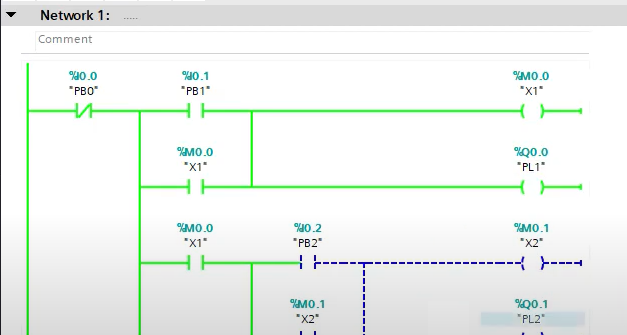 Network 1: .....
Comment
%I0.0 %I0.1 %M0.0
"PB0" "PB1" "X1"
%M0.0 %Q0.0
"X1" "PL1"
%M0.0 %I0.2 %M0.1
"X1" "PB2" "X2"
%M0.1 %Q0.1
"X2" "PL2"